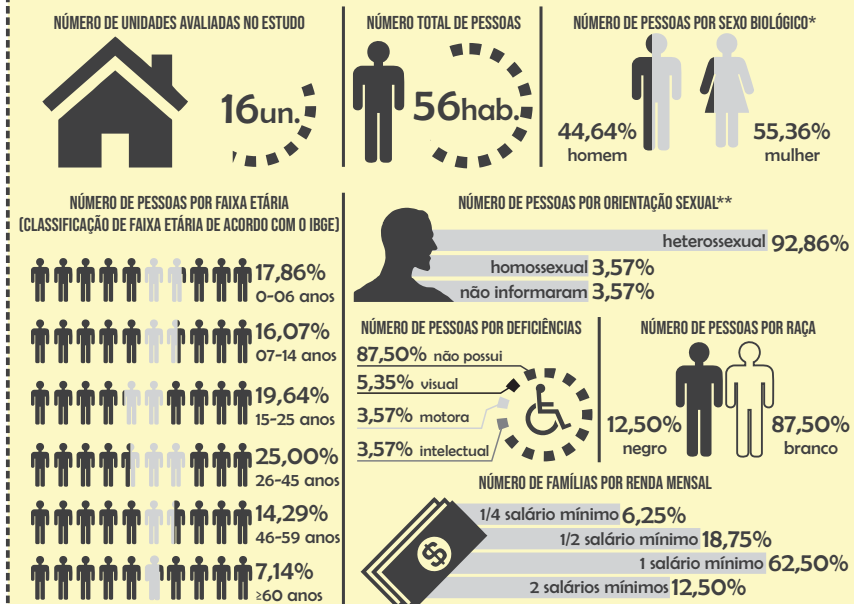 NÚMERO DE UNIDADES AVALIADAS NO ESTUDO
16un.
NÚMERO TOTAL DE PESSOAS
56hab.
NÚMERO DE PESSOAS POR SEXO BIOLÓGICO*
44,64%
homem
55,36%
mulher
NÚMERO DE PESSOAS POR FAIXA ETÁRIA
(CLASSIFICAÇÃO DE FAIXA ETÁRIA DE ACORDO COM O IBGE)
17,86%
0-06 anos
16,07%
07-14 anos
19,64%
15-25 anos
25,00%
26-45 anos
14,29%
46-59 anos
7,14%
≥60 anos
NÚMERO DE PESSOAS POR ORIENTAÇÃO SEXUAL**
heterossexual 92,86%
homossexual 3,57%
não informaram 3,57%
NÚMERO DE PESSOAS POR DEFICIÊNCIAS
87,50% não possui
5,35% visual
3,57% motora
3,57% intelectual
NÚMERO DE PESSOAS POR RAÇA
12,50%
negro
87,50%
branco
NÚMERO DE FAMÍLIAS POR RENDA MENSAL
$
1/4 salário mínimo 6,25%
1/2 salário mínimo 18,75%
1 salário mínimo 62,50%
2 salários mínimos 12,50%